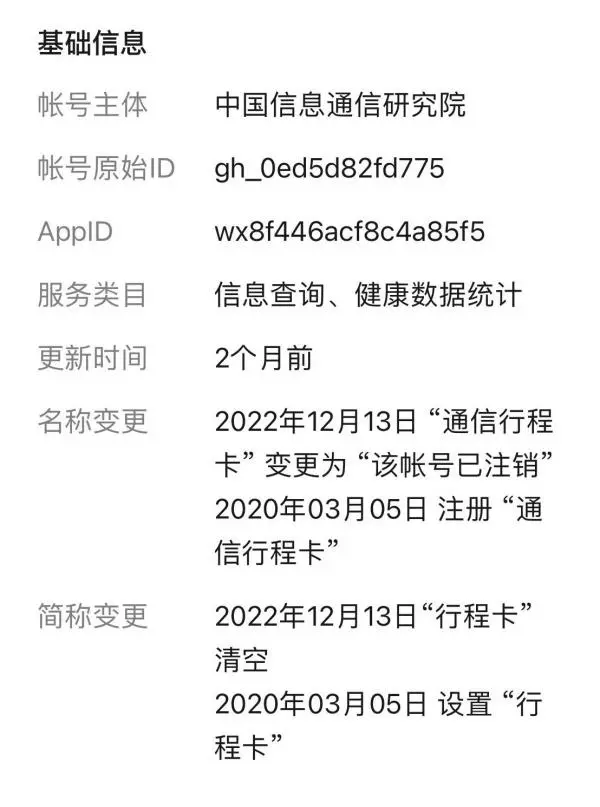 基础信息
帐号主体 中国信息通信研究院
帐号原始ID gh_0ed5d82fd775
AppID wx8f446acf8c4a85f5
服务类目 信息查询、健康数据统计
更新时间 2个月前
名称变更 2022年12月13日 “通信行程
卡” 变更为 “该帐号已注销”
2020年03月05日 注册 “通
信行程卡”
简称变更 2022年12月13日“行程卡”
清空
2020年03月05日 设置 “行
程卡”